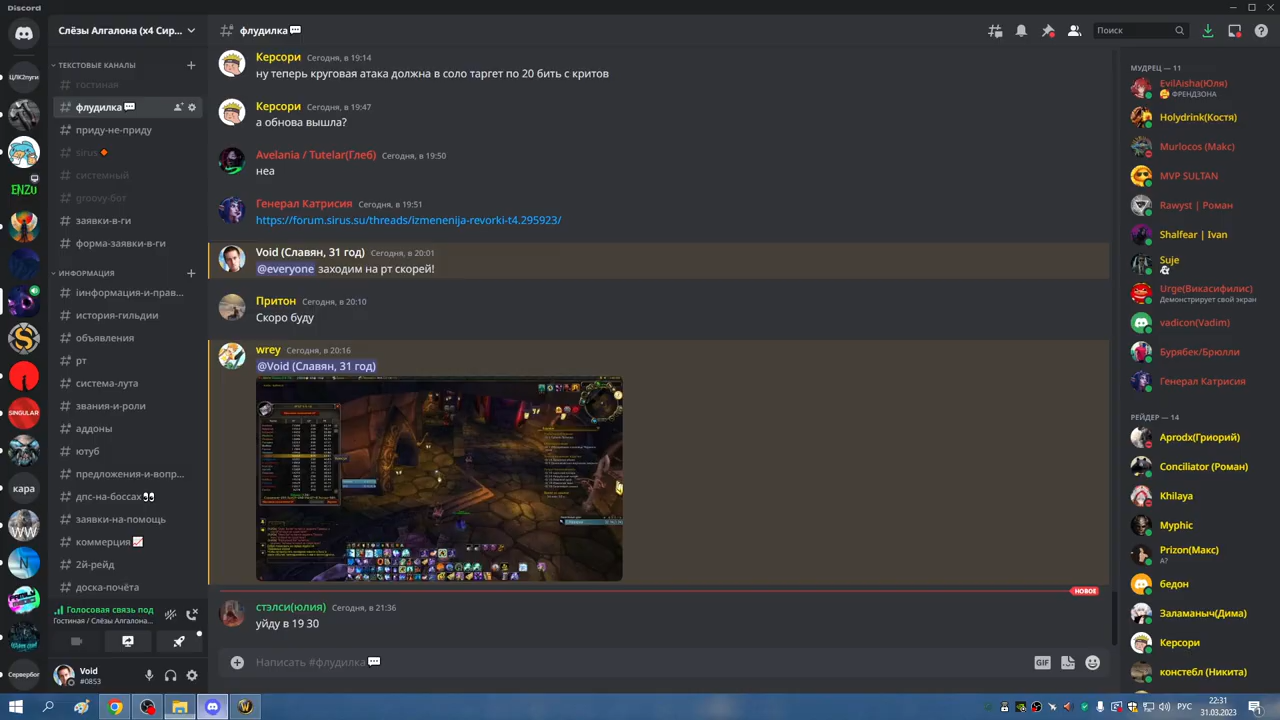 Discord
Слёзы Алгалона (x4 Сир...
флудилка
Поиск
ЦЛК2пуги
ENZO
SINGULAR
кара
Сервербог
ТЕКСТОВЫЕ КАНАЛЫ
гостиная
флудилка
приду-не-приду
sirus
системный
groovy-бот
заявки-в-ги
форма-заявки-в-ги
ИНФОРМАЦИЯ
іинформация-и-прав...
история-гильдии
объявления
рт
система-лута
звания-и-роли
аддоны
ютуб
предложения-и-вопр...
дпс-на-боссах
заявки-на-помощь
коммерция
2й-рейд
доска-почёта
Голосовая связь под
Гостиная / Слёзы Алгалона...
Void
#0853
Керсори Сегодня, в 19:14
ну теперь круговая атака должна в соло таргет по 20 бить с критов
Керсори Сегодня, в 19:47
а обнова вышла?
Avelania / Tutelar(Глеб) Сегодня, в 19:50
неа
Генерал Катрисия Сегодня, в 19:51
https://forum.sirus.su/threads/izmenenija-revorki-t4.295923/
Void (Славян, 31 год) Сегодня, в 20:01
@everyone заходим на рт скорей!
Притон Сегодня, в 20:10
Скоро буду
wrey Сегодня, в 20:16
@Void (Славян, 31 год)
НОВОЕ
стэлси(юлия) Сегодня, в 21:36
уйду в 19 30
Написать #флудилка
GIF
МУДРЕЦ — 11
EvilAisha(Юля)
ФРЕНДЗОНА
Holydrink(Костя)
Murlocos (Макс)
MVP SULTAN
Rawyst | Роман
Shalfear | Ivan
Suje
Urge(Викасифилис)
Демонстрирует свой экран
vadicon(Vadim)
Бурябек/Брюлли
Генерал Катрисия
РЕЙДЕР — 14
Aprodx(Гриорий)
Conciliator (Роман)
Khilaya
Myphic
Prizon(Макс)
А?
бедон
Заламаныч(Дима)
Керсори
констебл (Никита)
РУС
22:31
31.03.2023